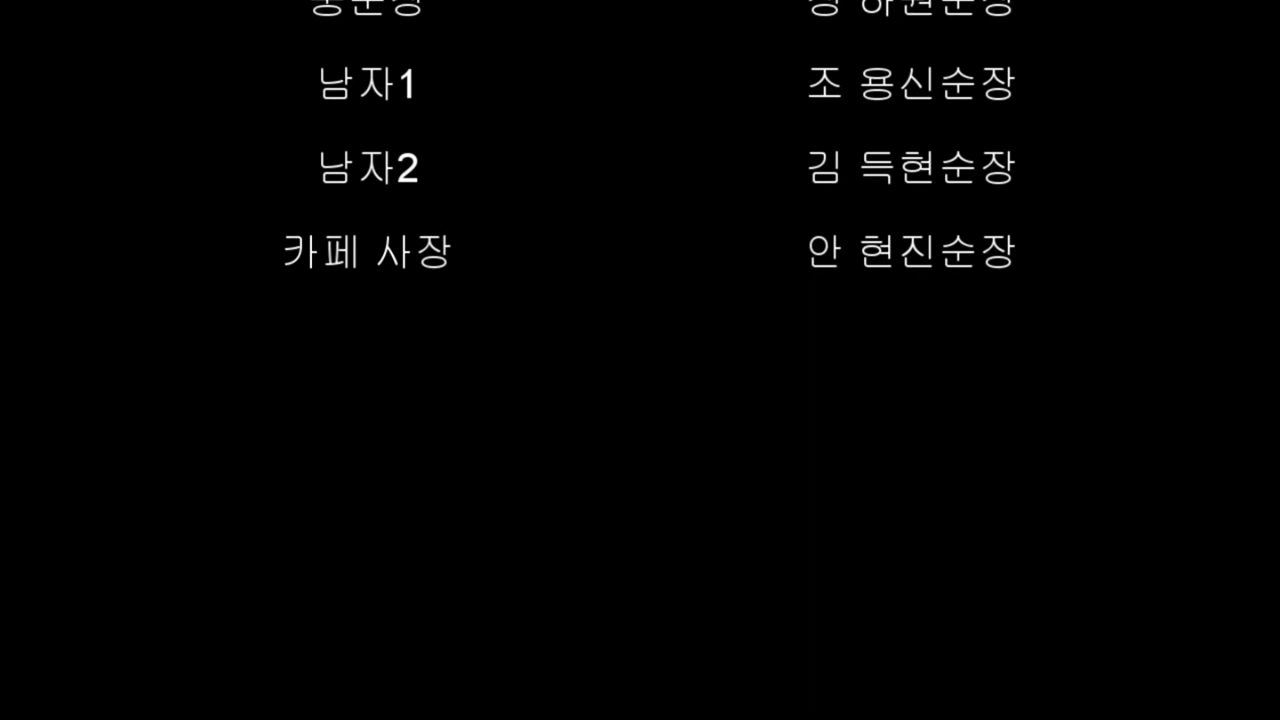 남자1 조 용신순장
남자2 김 득현순장
카페 사장 안 현진순장